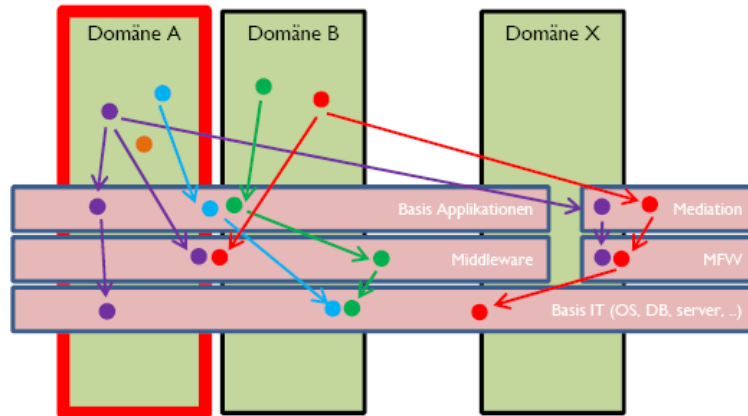 Domäne A
Domäne B
Domäne X
Basis Applikationen
Mediation
Middleware
MFW
Basis IT (OS, DB, server, ..)